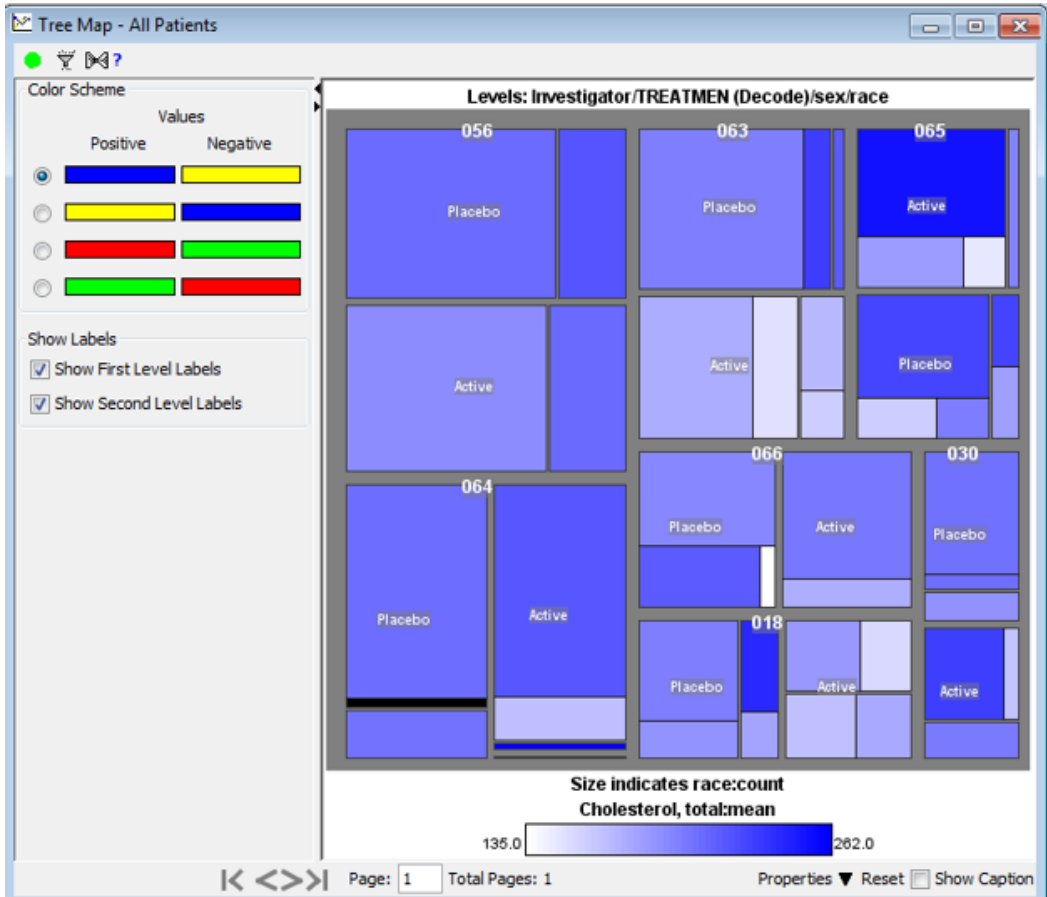 Tree Map - All Patients
?
Color Scheme
Values
Positive Negative
Show Labels
Show First Level Labels
Show Second Level Labels
Levels: Investigator/TREATMEN (Decode)/sex/race
056
Placebo
Active
063
Placebo
Active
065
Active
Placebo
064
Placebo
Active
066
Placebo
Active
030
Placebo
Active
018
Placebo
Active
Size indicates race:count
Cholesterol, total:mean
135.0 262.0
Page: 1 Total Pages: 1 Properties ▼ Reset Show Caption